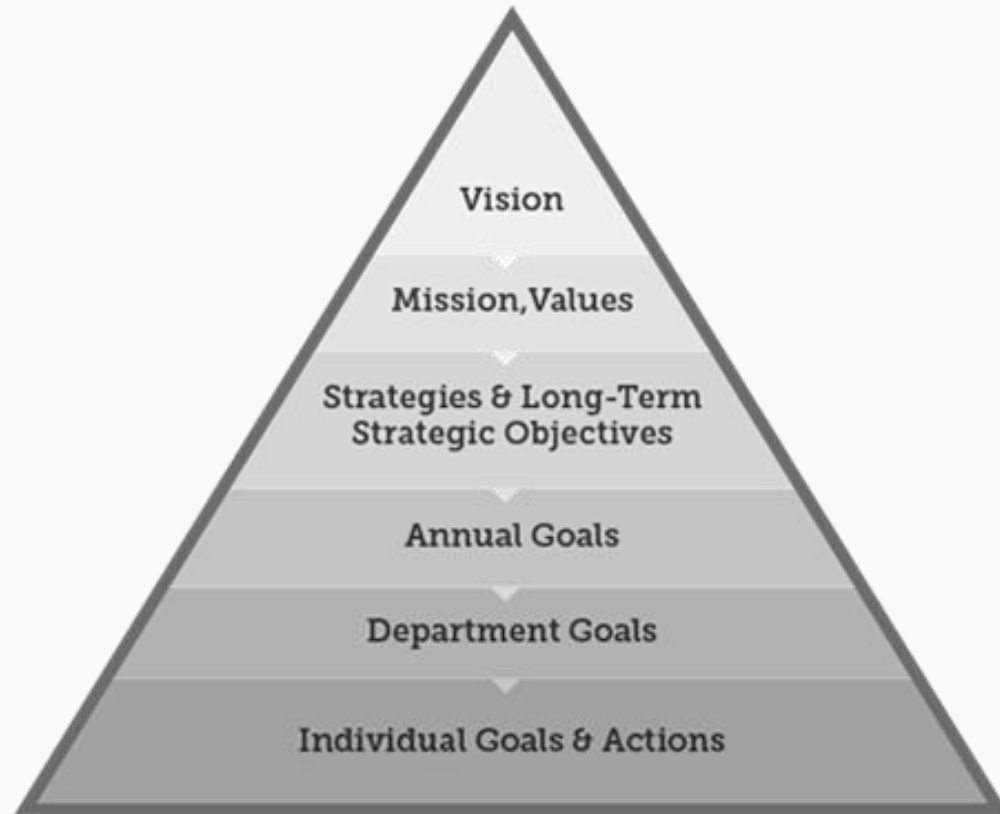 Vision
Mission,Values
Strategies & Long-Term
Strategic Objectives
Annual Goals
Department Goals
Individual Goals & Actions